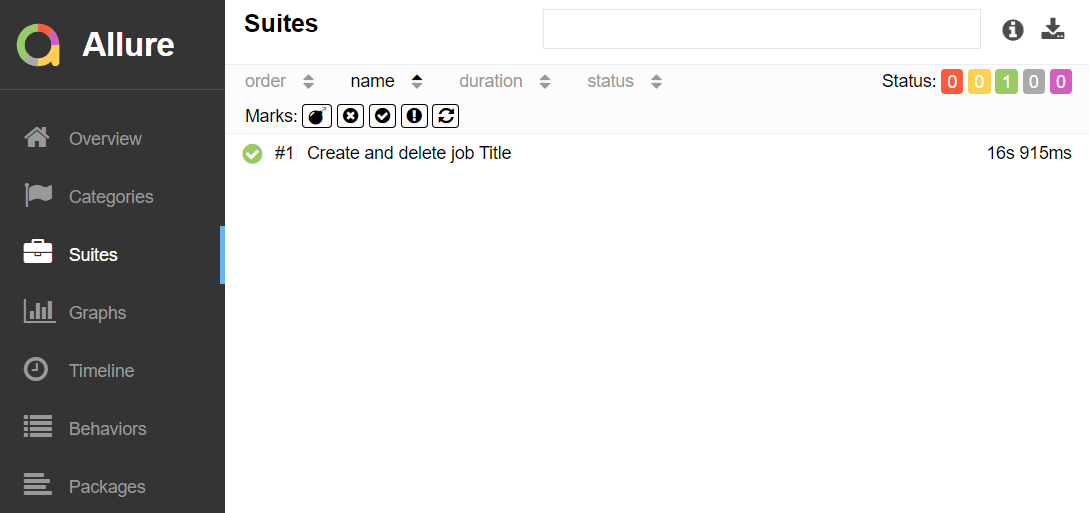 Allure
Overview
Categories
Suites
Graphs
Timeline
Behaviors
Packages
Suites
order name duration status Status: 0 0 1 0 0
Marks:
#1 Create and delete job Title 16s 915ms